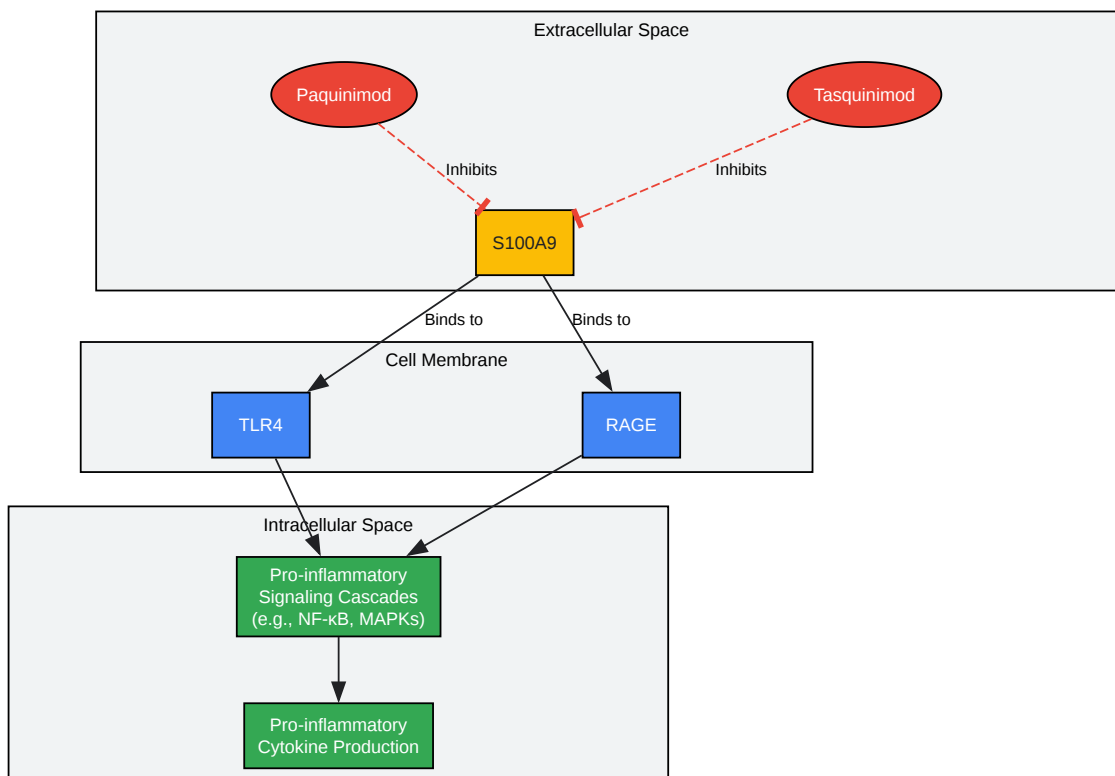 Extracellular Space
Paquinimod
Tasquinimod
Inhibits
Inhibits
S100A9
Binds to
Binds to
Cell Membrane
TLR4
RAGE
Intracellular Space
Pro-inflammatory
Signaling Cascades
(e.g., NF-κB, MAPKs)
Pro-inflammatory
Cytokine Production